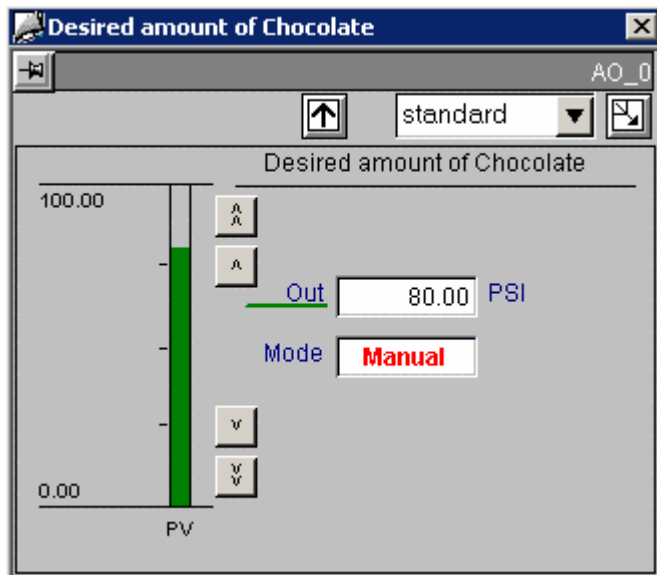 Desired amount of Chocolate
AO_0
standard
Desired amount of Chocolate
100.00
Out 80.00 PSI
Mode Manual
0.00
PV